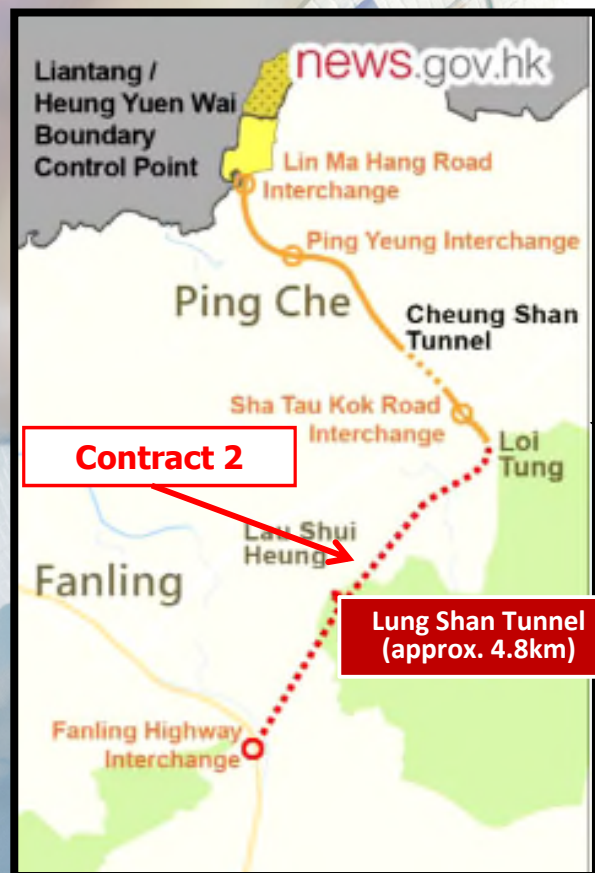 news.gov.hk
Liantang /
Heung Yuen Wai
Boundary
Control Point
Lin Ma Hang Road
Interchange
Ping Yeung Interchange
Ping Che
Cheung Shan
Tunnel
Sha Tau Kok Road
Interchange
Contract 2
Loi
Tung
Lau Shui
Heung
Fanling
Lung Shan Tunnel
(approx. 4.8km)
Fanling Highway
Interchange